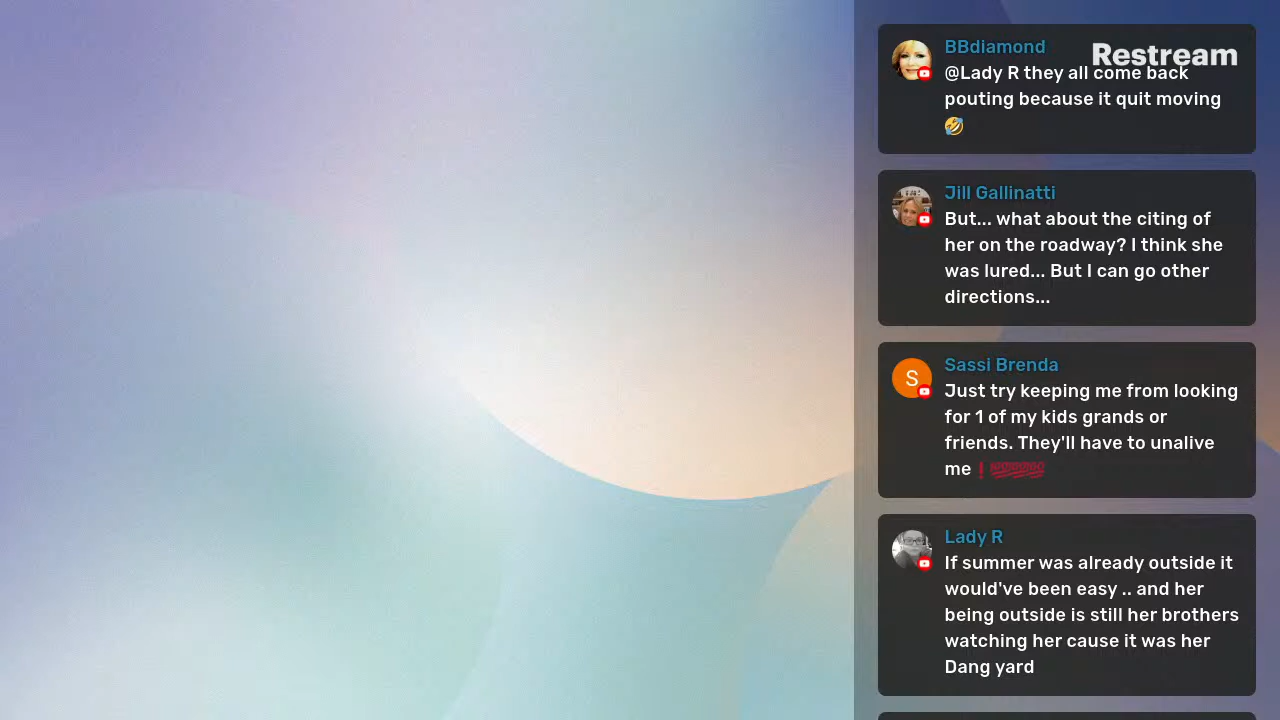 BBdiamond
Restream
@Lady R they all come back
pouting because it quit moving
🤣
Jill Gallinatti
But... what about the citing of
her on the roadway? I think she
was lured... But I can go other
directions...
S
Sassi Brenda
Just try keeping me from looking
for 1 of my kids grands or
friends. They'll have to unalive
me❗💯💯💯
Lady R
If summer was already outside it
would've been easy .. and her
being outside is still her brothers
watching her cause it was her
Dang yard